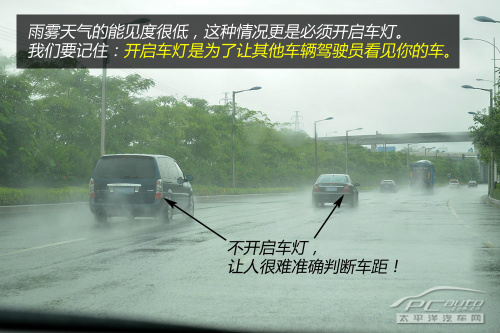 雨雾天气的能见度很低，这种情况更是必须开启车灯。
我们要记住：开启车灯是为了让其他车辆驾驶员看见你的车。
不开启车灯，
让人很难准确判断车距！
PCauto
太平洋汽车网